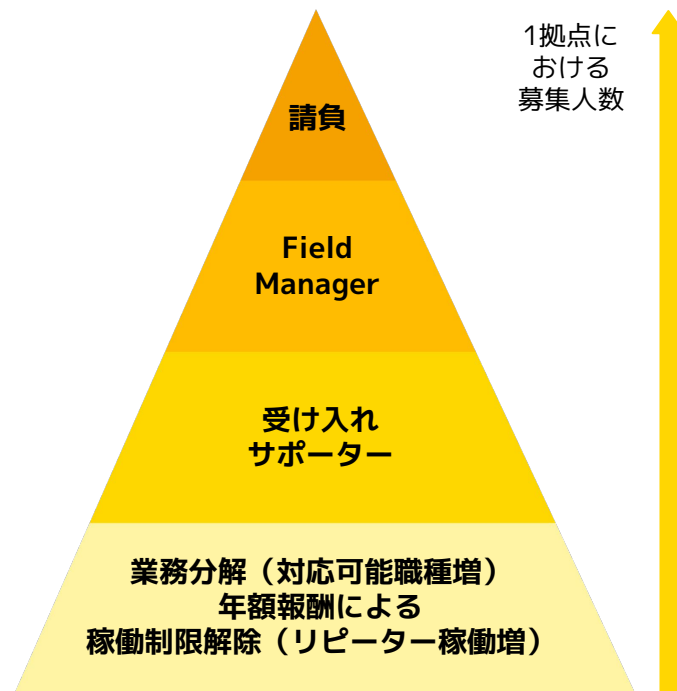 1拠点に
おける
募集人数
請負
Field
Manager
受け入れ
サポーター
業務分解（対応可能職種増）
年額報酬による
稼働制限解除（リピーター稼働増）